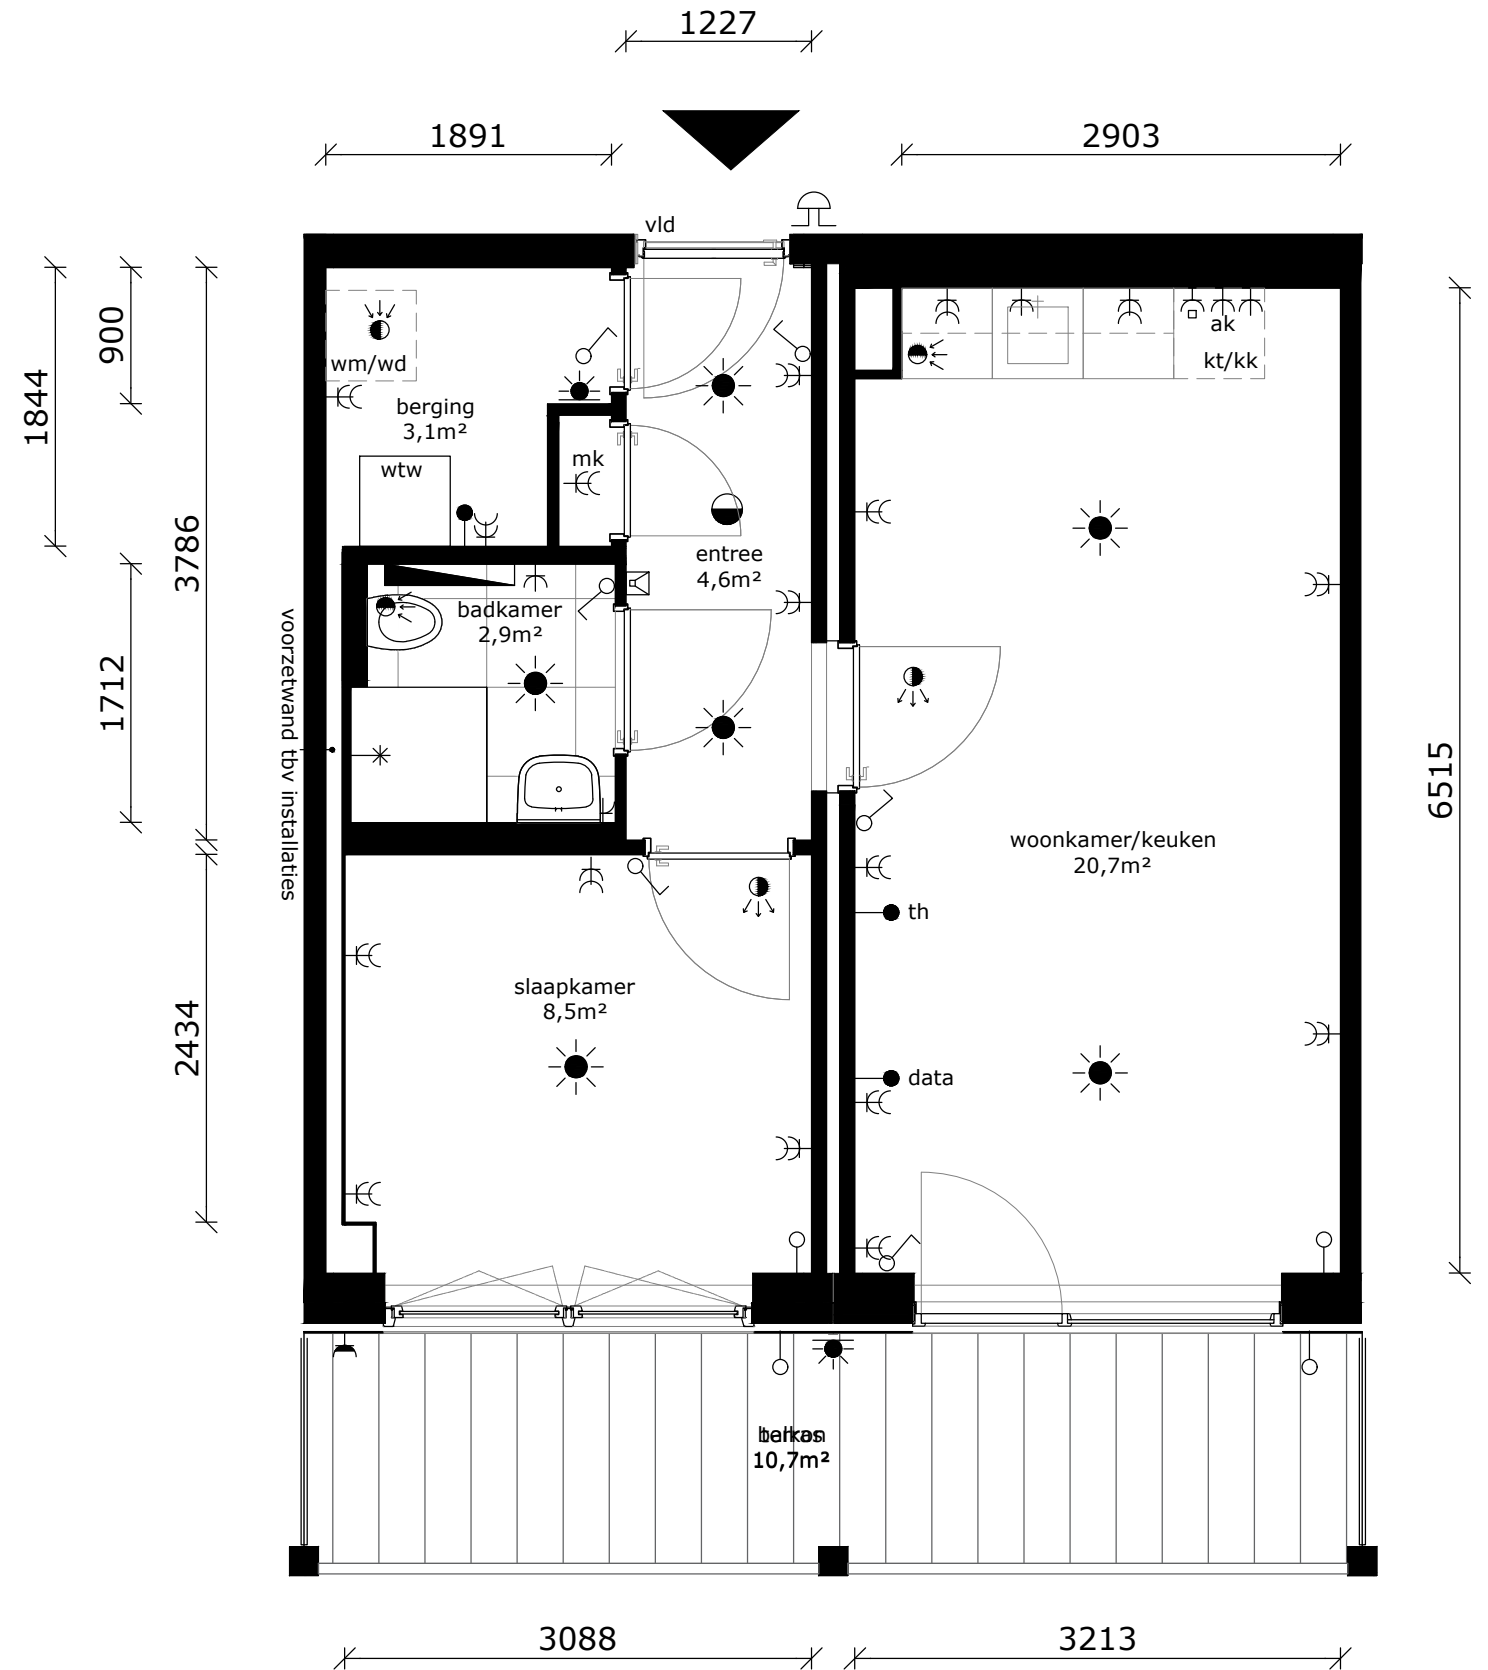 1227
1891
2903
vld
900
1844
3786
1712
2434
6515
wm/wd
berging
3,1m²
wtw
mk
ak
kt/kk
entree
4,6m²
badkamer
2,9m²
voorzetwand tbv installaties
woonkamer/keuken
20,7m²
th
slaapkamer
8,5m²
data
10,7m²
3088
3213